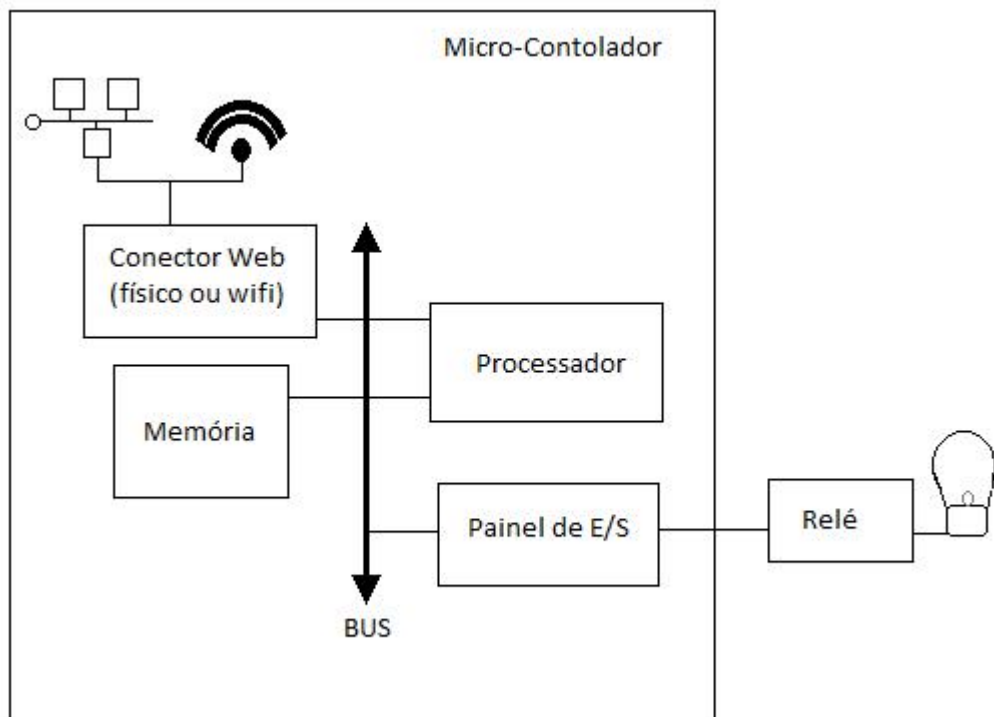 Micro-Contolador
Conector Web
(físico ou wifi)
Processador
Memória
Painel de E/S
Relé
BUS